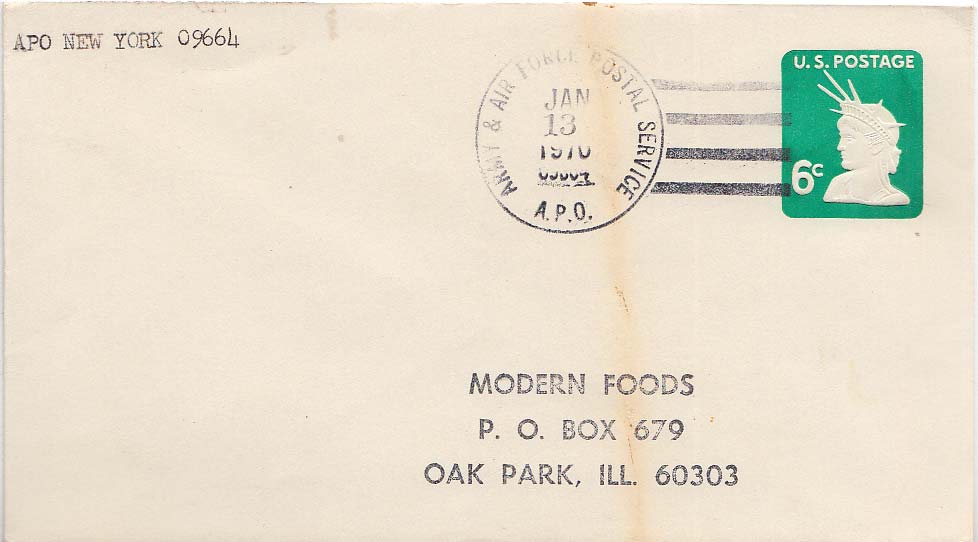 APO NEW YORK 09664
ARMY & AIR FORCE POSTAL SERVICE
JAN
13
1970
A.P.O.
U.S. POSTAGE
6c
MODERN FOODS
P. O. BOX 679
OAK PARK, ILL. 60303